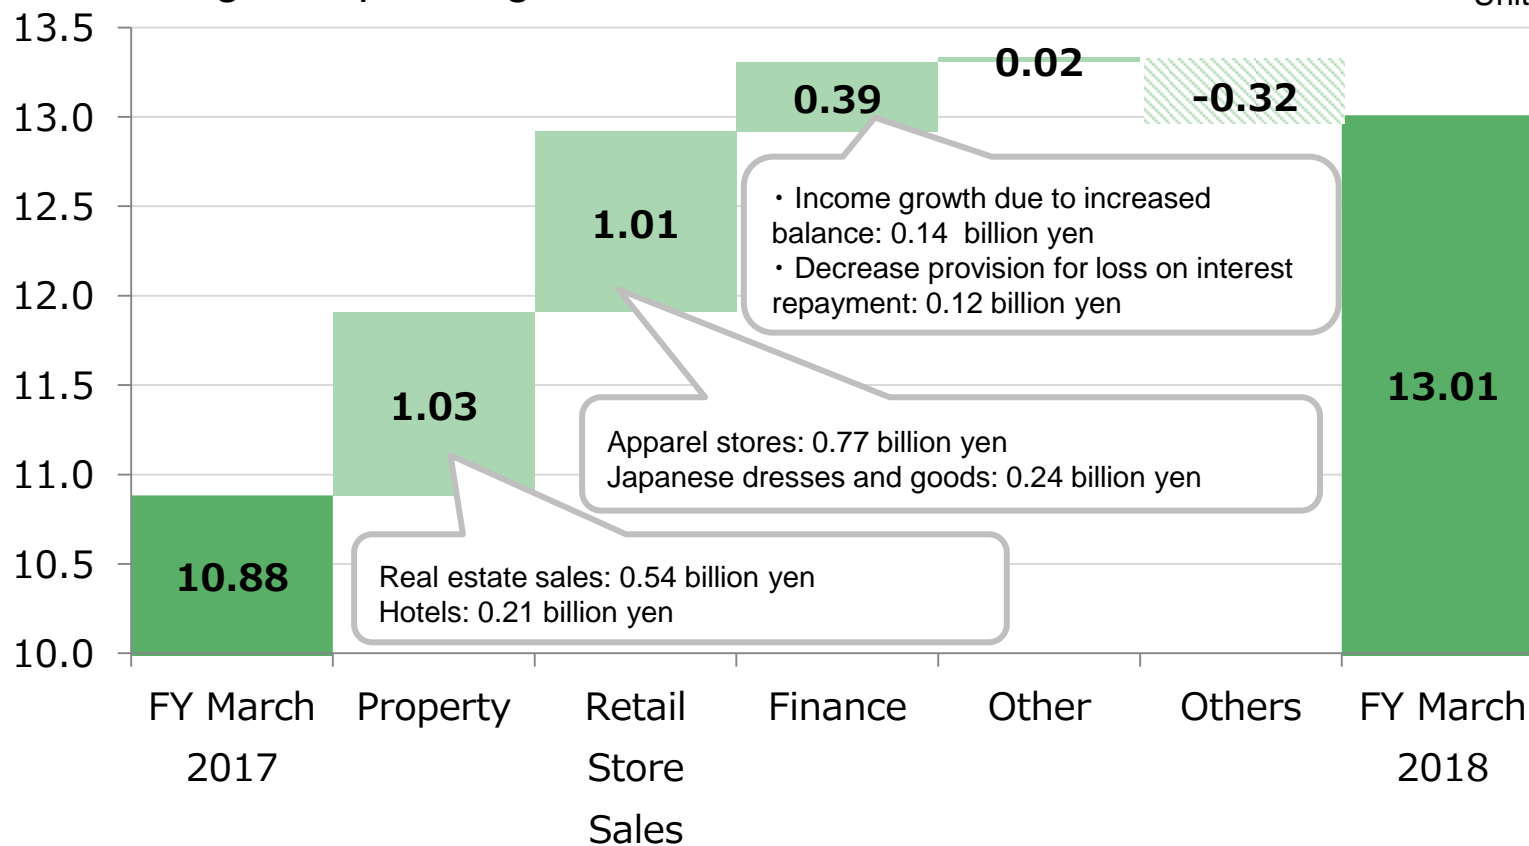 13.5
13.0
12.5
12.0
11.5
11.0
10.5
10.0
10.88
1.03
1.01
0.39
0.02
-0.32
13.01
・Income growth due to increased
balance: 0.14 billion yen
・Decrease provision for loss on interest
repayment: 0.12 billion yen
Apparel stores: 0.77 billion yen
Japanese dresses and goods: 0.24 billion yen
Real estate sales: 0.54 billion yen
Hotels: 0.21 billion yen
FY March
2017
Property
Retail
Store
Sales
Finance
Other
Others
FY March
2018